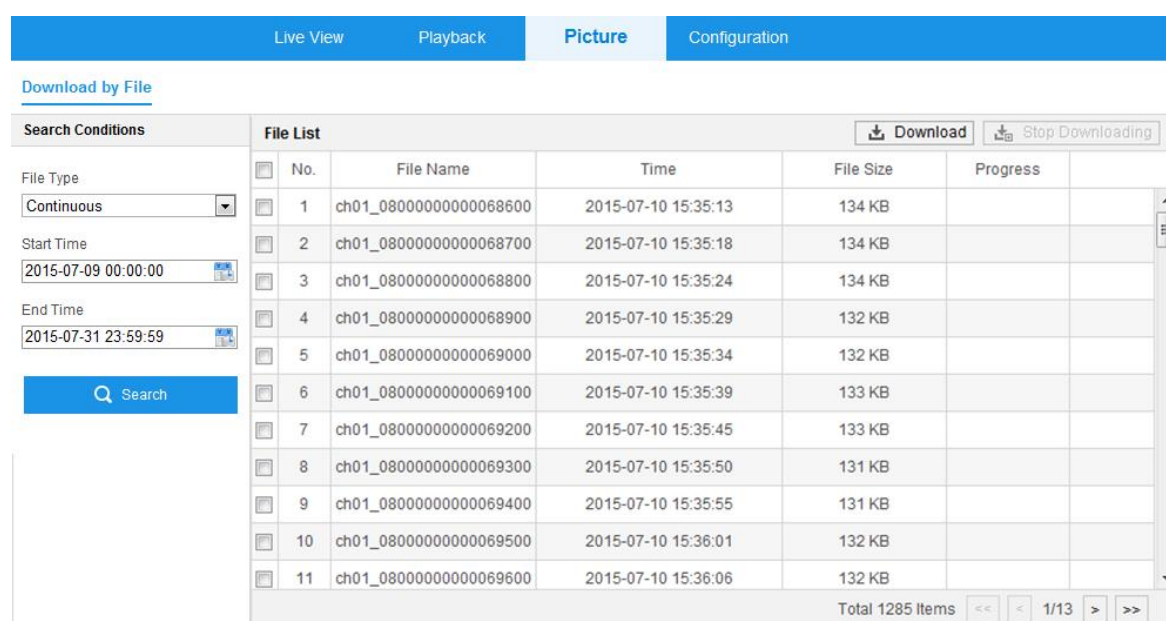 Live View Playback Picture Configuration
Download by File
Search Conditions
File Type
Continuous
Start Time
2015-07-09 00:00:00
End Time
2015-07-31 23:59:59
Search
File List Download Stop Downloading
No. File Name Time File Size Progress
1 ch01_08000000000068600 2015-07-10 15:35:13 134 KB
2 ch01_08000000000068700 2015-07-10 15:35:18 134 KB
3 ch01_08000000000068800 2015-07-10 15:35:24 134 KB
4 ch01_08000000000068900 2015-07-10 15:35:29 132 KB
5 ch01_08000000000069000 2015-07-10 15:35:34 132 KB
6 ch01_08000000000069100 2015-07-10 15:35:39 133 KB
7 ch01_08000000000069200 2015-07-10 15:35:45 133 KB
8 ch01_08000000000069300 2015-07-10 15:35:50 131 KB
9 ch01_08000000000069400 2015-07-10 15:35:55 131 KB
10 ch01_08000000000069500 2015-07-10 15:36:01 132 KB
11 ch01_08000000000069600 2015-07-10 15:36:06 132 KB
Total 1285 Items << < 1/13 > >>